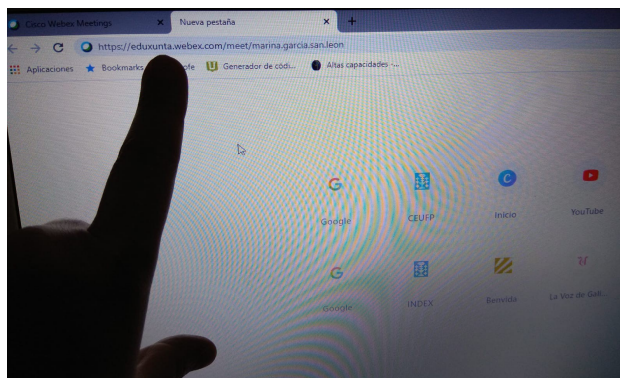 Cisco Webex Meetings
Nueva pestaña
https://eduxunta.webex.com/meet/marina.garcia.san.leon
Aplicaciones Bookmarks Generador de códi... Altas capacidades -...
Google CEUFP Inicio YouTube
Google INDEX Benvida La Voz de Gali...